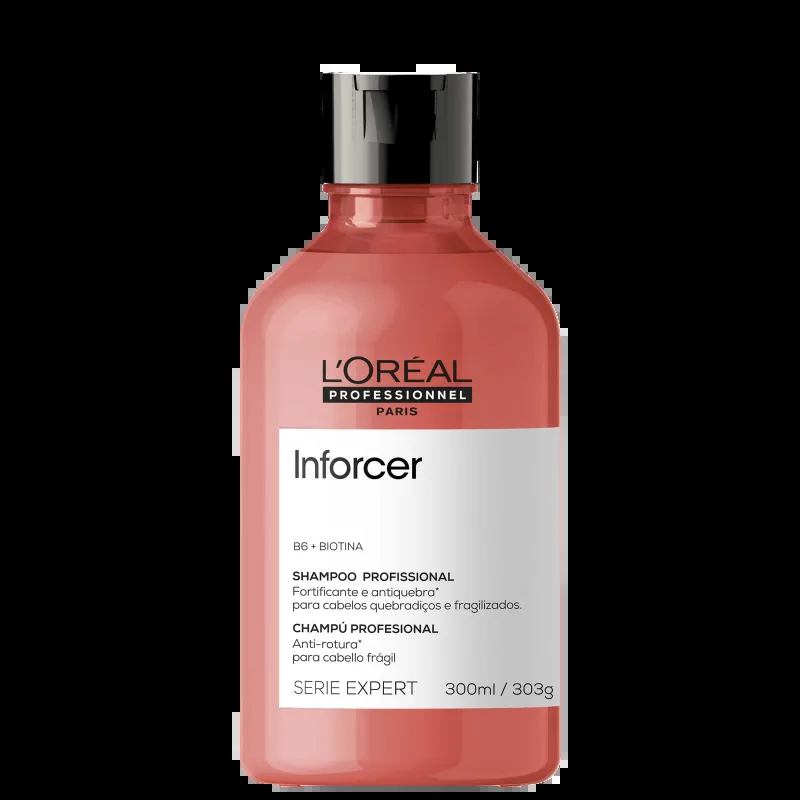 L'ORÉAL
PROFESSIONNEL
PARIS
Inforcer
B6 + BIOTINA
SHAMPOO PROFISSIONAL
Fortificante e antiquebra*
para cabelos quebradiços e fragilizados.
CHAMPÚ PROFESIONAL
Anti-rotura*
para cabello frágil
SERIE EXPERT 300ml / 303g